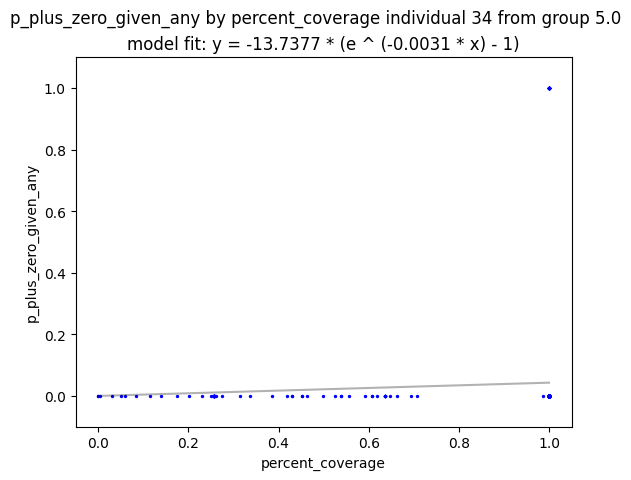 p_plus_zero_given_any by percent_coverage individual 34 from group 5.0
model fit: y = -13.7377 * (e ^ (-0.0031 * x) - 1)
1.0
0.8
0.6
0.4
0.2
0.0
p_plus_zero_given_any
0.0 0.2 0.4 0.6 0.8 1.0
percent_coverage